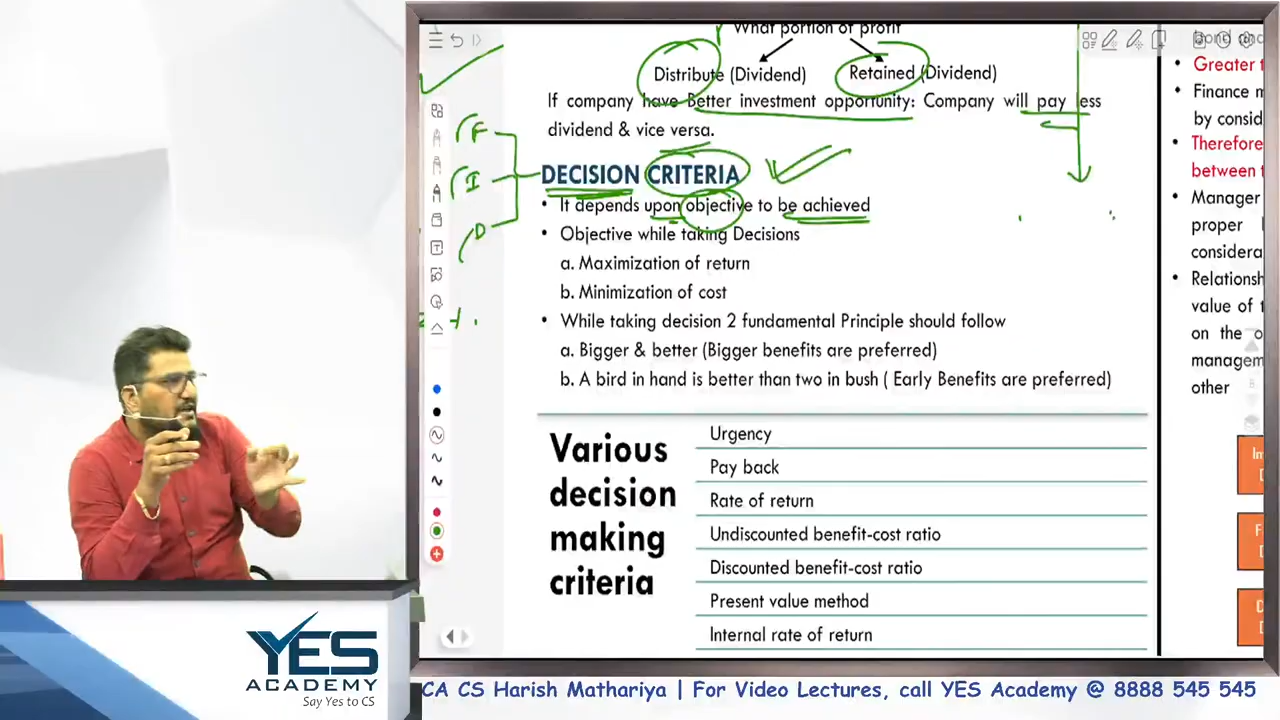 What portion of profit
Distribute (Dividend)
Retained (Dividend)
If company have Better investment opportunity: Company will pay less
dividend & vice versa.
F
I
D
DECISION CRITERIA
• It depends upon objective to be achieved
• Objective while taking Decisions
a. Maximization of return
b. Minimization of cost
• While taking decision 2 fundamental Principle should follow
a. Bigger & better (Bigger benefits are preferred)
b. A bird in hand is better than two in bush ( Early Benefits are preferred)
Various
decision
making
criteria
Urgency
Pay back
Rate of return
Undiscounted benefit-cost ratio
Discounted benefit-cost ratio
Present value method
Internal rate of return
bond and
• Greater
• Finance
by consid
Therefore
between
• Manager
proper
considera
• Relationsh
value of
on the
managem
other
YES
ACADEMY
Say Yes to CS
CA CS Harish Mathariya | For Video Lectures, call YES Academy @ 8888 545 545